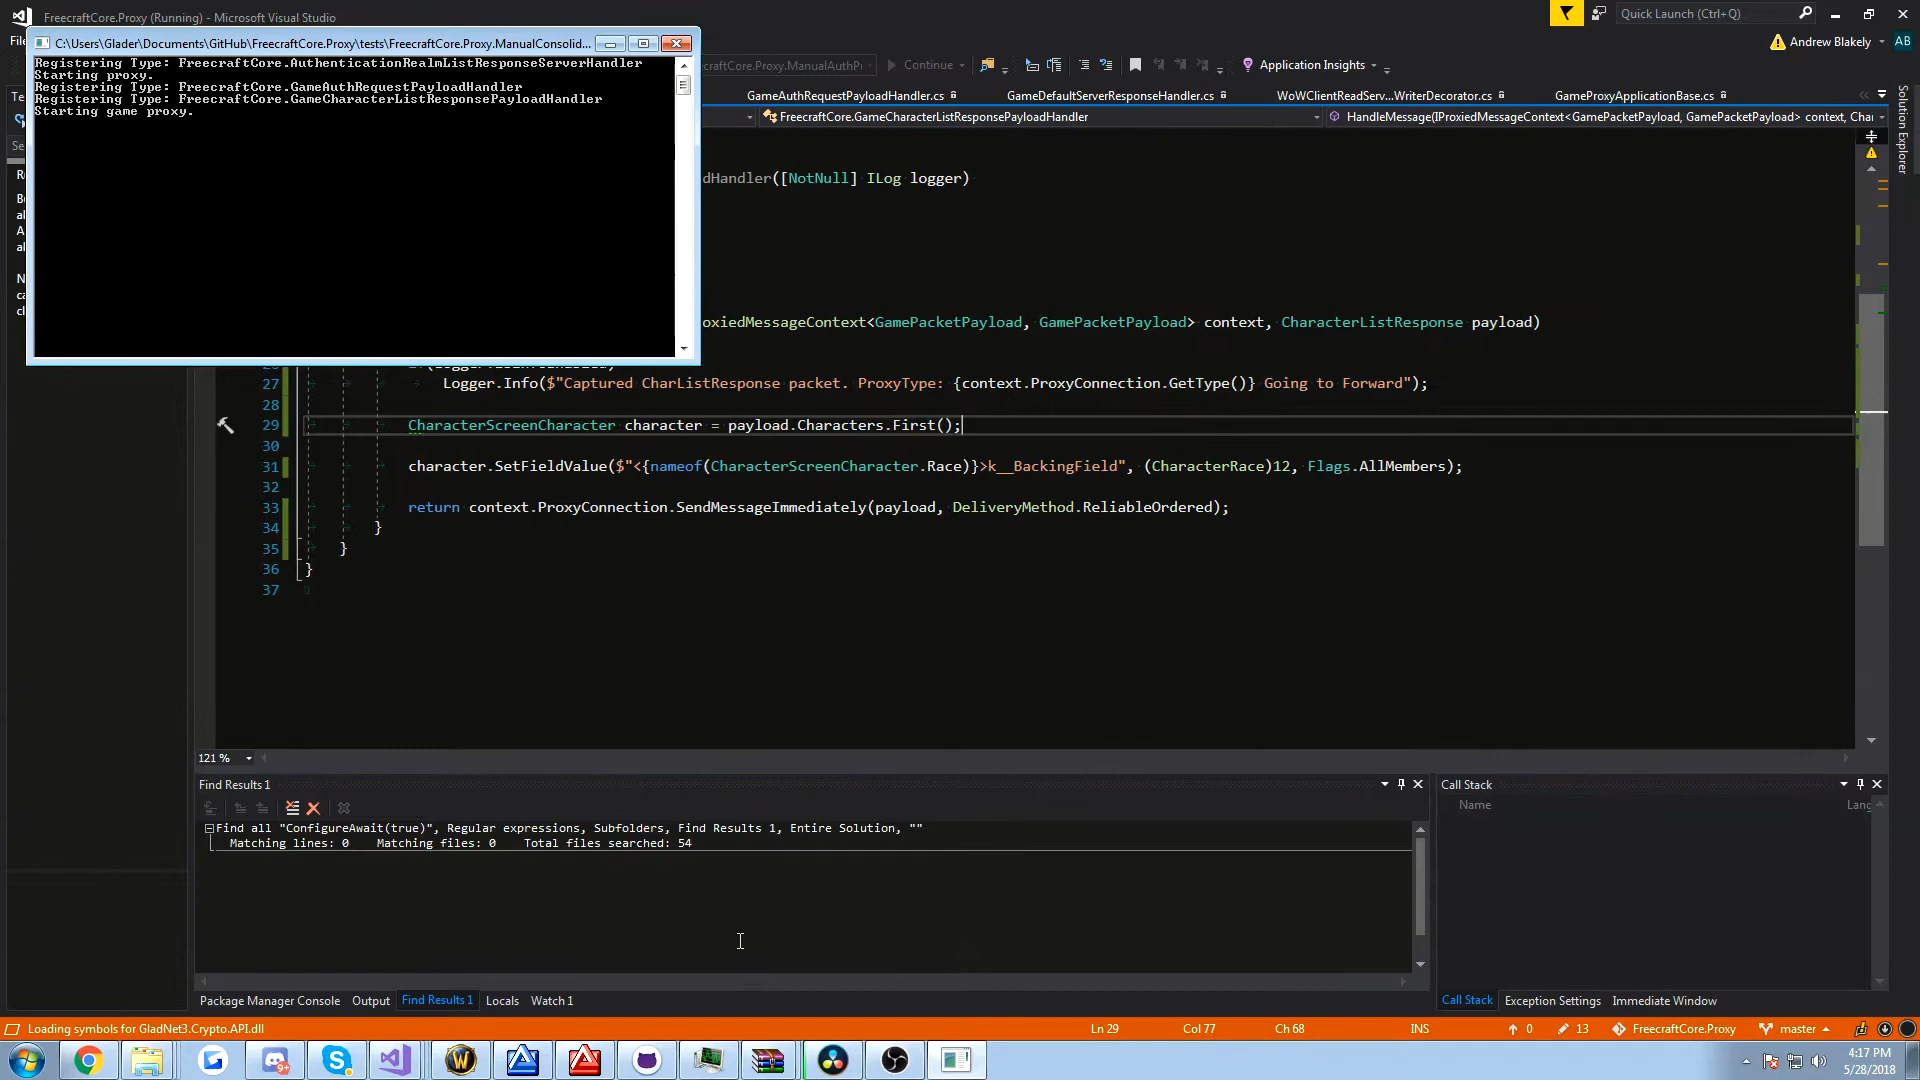 FreecraftCore.Proxy (Running) - Microsoft Visual Studio
Quick Launch (Ctrl+Q)
Andrew Blakely
AB
C:\Users\Glader\Documents\GitHub\FreecraftCore.Proxy\tests\FreecraftCore.Proxy.ManualConsolid...
Registering Type: FreecraftCore.AuthenticationRealmListResponseServerHandler
Starting proxy.
Registering Type: FreecraftCore.GameAuthRequestPayloadHandler
Registering Type: FreecraftCore.GameCharacterListResponsePayloadHandler
Starting game proxy.
Continue
Application Insights
GameAuthRequestPayloadHandler.cs
GameDefaultServerResponseHandler.cs
WoWClientReadServ...WriterDecorator.cs
GameProxyApplicationBase.cs
FreecraftCore.GameCharacterListResponsePayloadHandler
HandleMessage(IProxiedMessageContext<GamePacketPayload, GamePacketPayload> context, Cha
Solution Explorer
dHandler([NotNull] ILog logger)
oxiedMessageContext<GamePacketPayload, GamePacketPayload> context, CharacterListResponse payload)
27 Logger.Info($"Captured CharListResponse packet. ProxyType: {context.ProxyConnection.GetType()} Going to Forward");
28
29 CharacterScreenCharacter character = payload.Characters.First();
30
31 character.SetFieldValue($"<{nameof(CharacterScreenCharacter.Race)}>k__BackingField", (CharacterRace)12, Flags.AllMembers);
32
33 return context.ProxyConnection.SendMessageImmediately(payload, DeliveryMethod.ReliableOrdered);
34 }
35 }
36 }
37
121 %
Find Results 1
Find all "ConfigureAwait(true)", Regular expressions, Subfolders, Find Results 1, Entire Solution, ""
Matching lines: 0 Matching files: 0 Total files searched: 54
Call Stack
Name
Lang
Package Manager Console Output Find Results 1 Locals Watch 1
Call Stack Exception Settings Immediate Window
Loading symbols for GladNet3.Crypto.API.dll
Ln 29 Col 77 Ch 68 INS 0 13 FreecraftCore.Proxy master
4:17 PM
5/28/2018